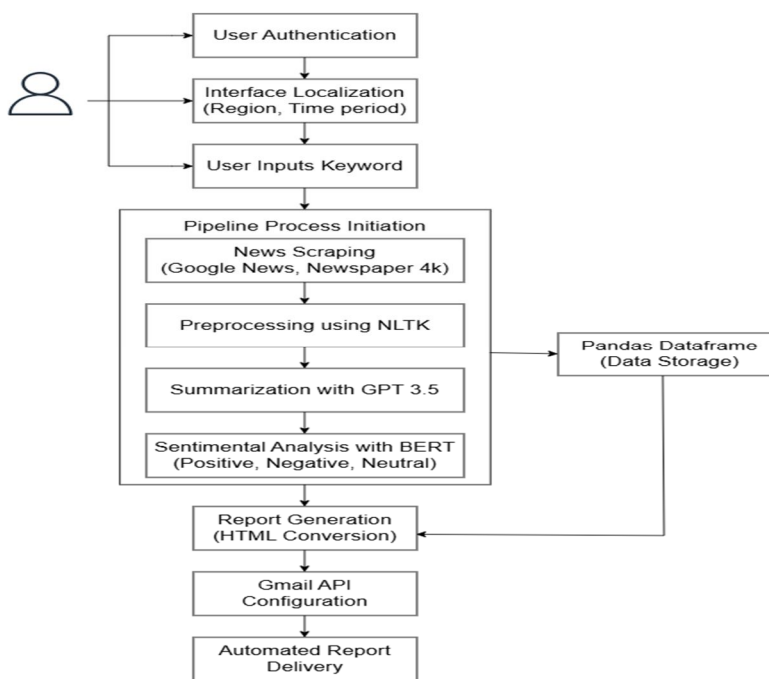 User Authentication
Interface Localization
(Region, Time period)
User Inputs Keyword
Pipeline Process Initiation
News Scraping
(Google News, Newspaper 4k)
Preprocessing using NLTK
Pandas Dataframe
(Data Storage)
Summarization with GPT 3.5
Sentimental Analysis with BERT
(Positive, Negative, Neutral)
Report Generation
(HTML Conversion)
Gmail API
Configuration
Automated Report
Delivery